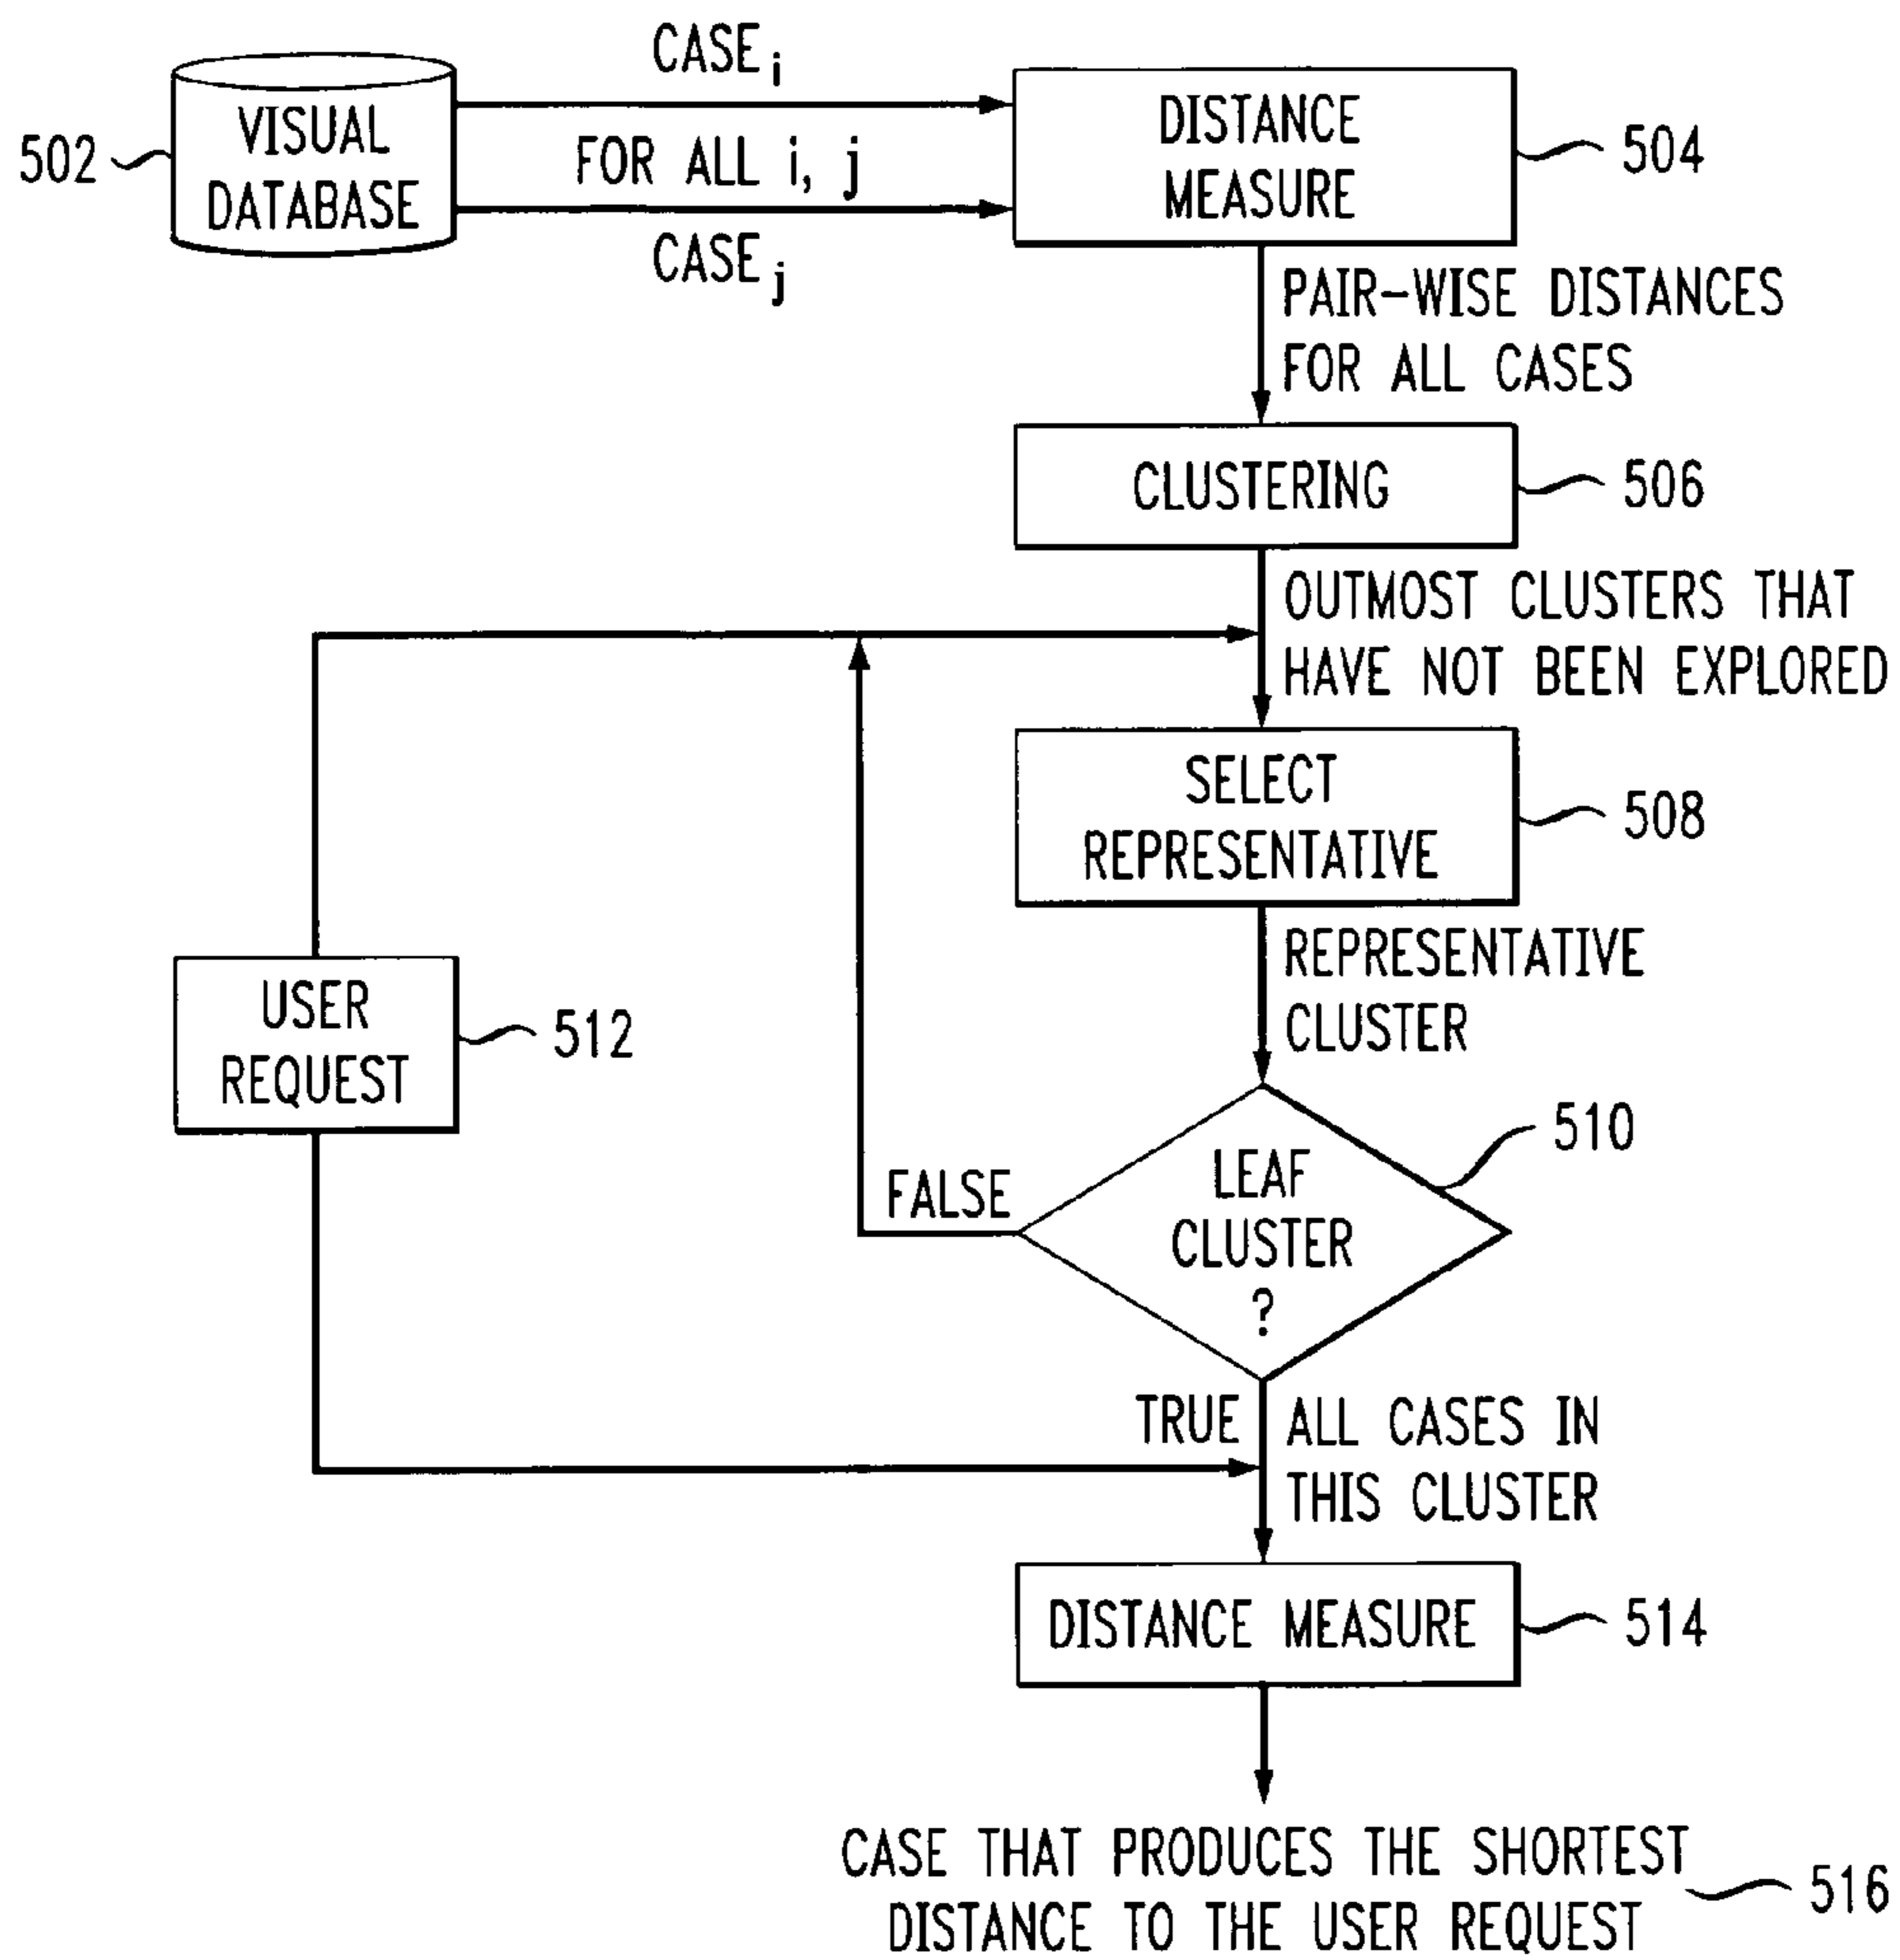 CASE i
VISUAL
DATABASE
502
FOR ALL i, j
CASE j
DISTANCE
MEASURE
504
PAIR-WISE DISTANCES
FOR ALL CASES
CLUSTERING
506
OUTMOST CLUSTERS THAT
HAVE NOT BEEN EXPLORED
SELECT
REPRESENTATIVE
508
REPRESENTATIVE
CLUSTER
USER
REQUEST
512
LEAF
CLUSTER
?
510
FALSE
TRUE
ALL CASES IN
THIS CLUSTER
DISTANCE MEASURE
514
CASE THAT PRODUCES THE SHORTEST
DISTANCE TO THE USER REQUEST
516